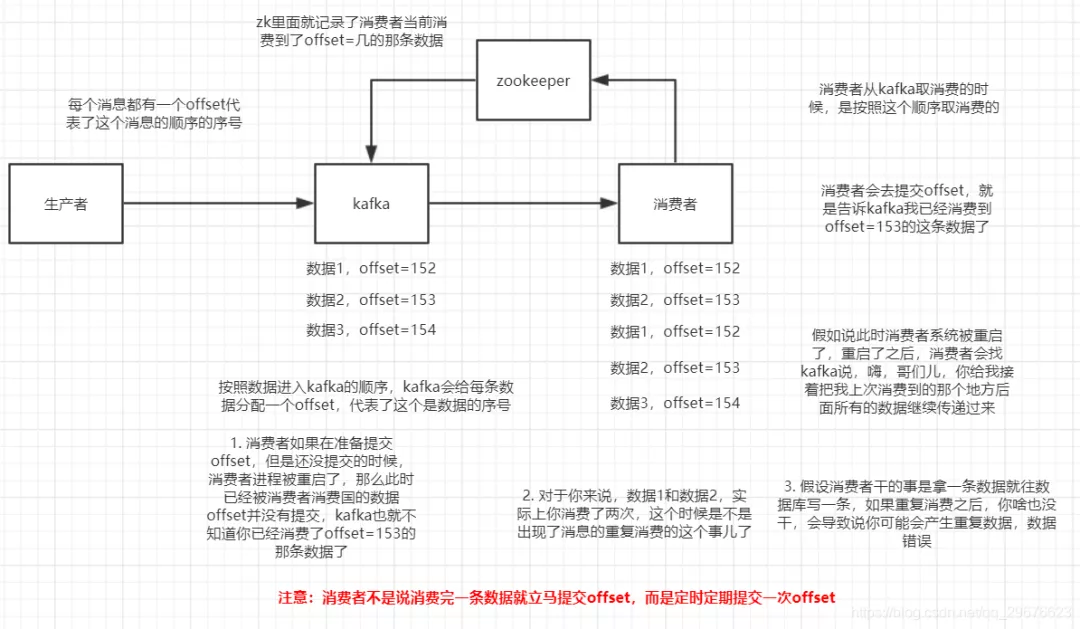 zk里面就记录了消费者当前消
费到了offset=几的那条数据
zookeeper
每个消息都有一个offset代
表了这个消息的顺序的序号
消费者从kafka取消费的时
候，是按照这个顺序取消费的
生产者
kafka
消费者
消费者会去提交offset，就
是告诉kafka我已经消费到
offset=153的这条数据了
数据1，offset=152
数据2，offset=153
数据3，offset=154
数据1，offset=152
数据2，offset=153
数据1，offset=152
数据2，offset=153
数据3，offset=154
假如说此时消费者系统被重启
了，重启了之后，消费者会找
kafka说，嗨，哥们儿，你给我接
着把我上次消费到的那个地方后
面所有的数据继续传递过来
按照数据进入kafka的顺序，kafka会给每条数
据分配一个offset，代表了这个是数据的序号
1. 消费者如果在准备提交
offset，但是还没提交的时候，
消费者进程被重启了，那么此时
已经被消费者消费国的数据
offset并没有提交，kafka也就不
知道你已经消费了offset=153的
那条数据了
2. 对于你来说，数据1和数据2，实
际上你消费了两次，这个时候是不是
出现了消息的重复消费的这个事儿了
3. 假设消费者干的事是拿一条数据就往数
据库写一条，如果重复消费之后，你啥也没
干，会导致说你可能会产生重复数据，数据
错误
注意：消费者不是说消费完一条数据就立马提交offset，而是定时定期提交一次offset
https://blog.csdn.net/qq_29676623